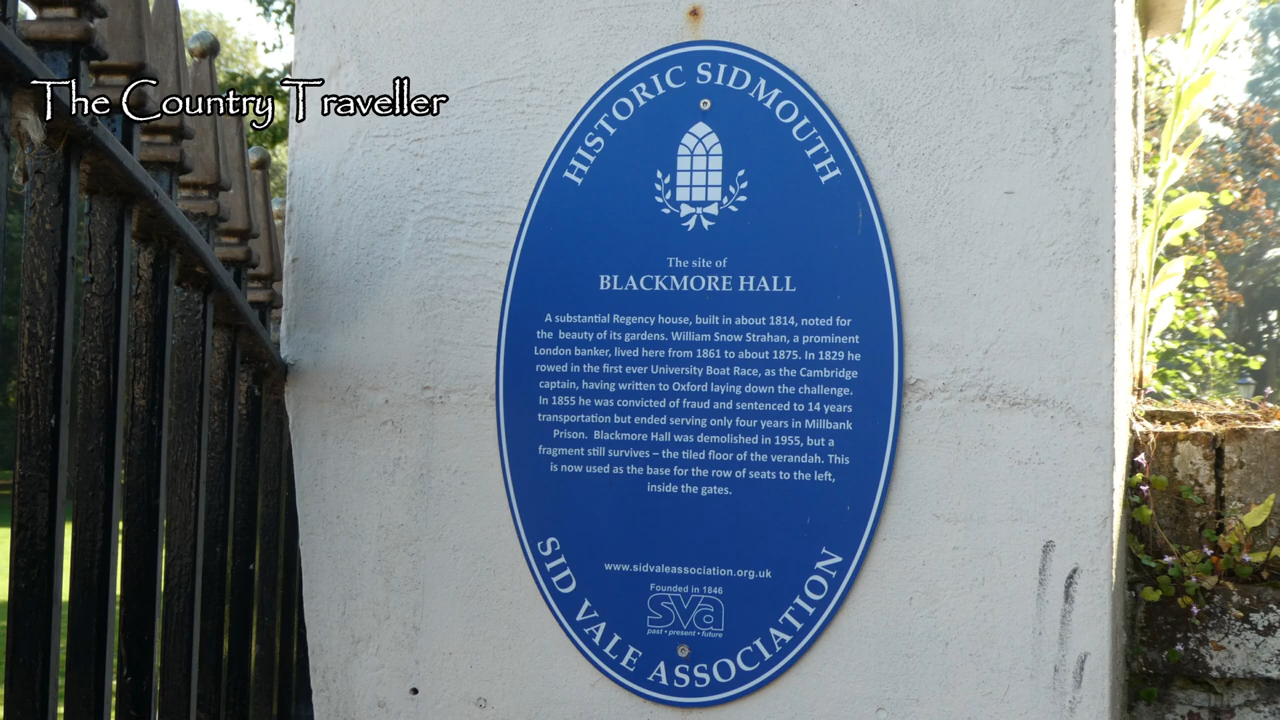 The Country Traveller
HISTORIC SIDMOUTH
The site of
BLACKMORE HALL
A substantial Regency house, built in about 1814, noted for
the beauty of its gardens. William Snow Strahan, a prominent
London banker, lived here from 1861 to about 1875. In 1829 he
rowed in the first ever University Boat Race, as the Cambridge
captain, having written to Oxford laying down the challenge.
In 1855 he was convicted of fraud and sentenced to 14 years
transportation but ended serving only four years in Millbank
Prison. Blackmore Hall was demolished in 1955, but a
fragment still survives – the tiled floor of the verandah. This
is now used as the base for the row of seats to the left,
inside the gates.
www.sidvaleassociation.org.uk
Founded in 1846
sva
past • present • future
SID VALE ASSOCIATION